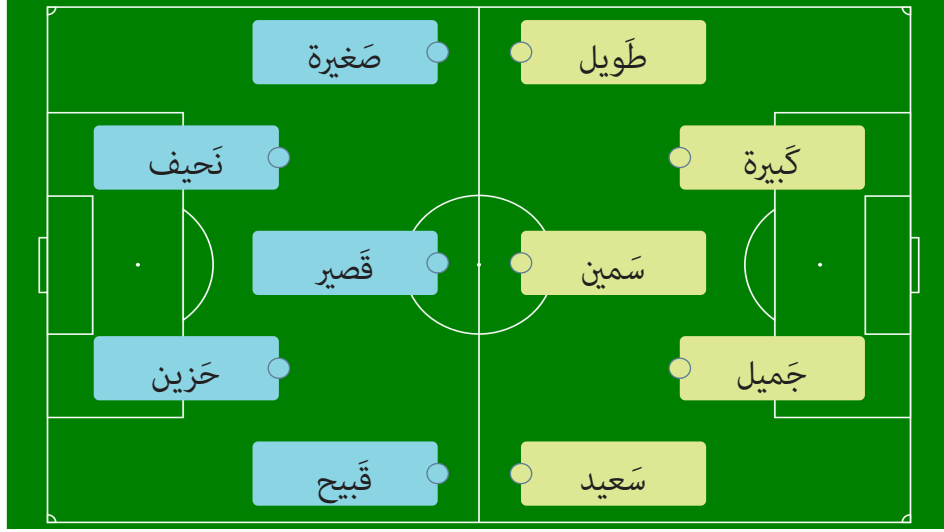 طَويل
صَغيرة
كَبيرة
نَحيف
سَمين
قَصير
جَميل
حَزين
سَعيد
قَبيح